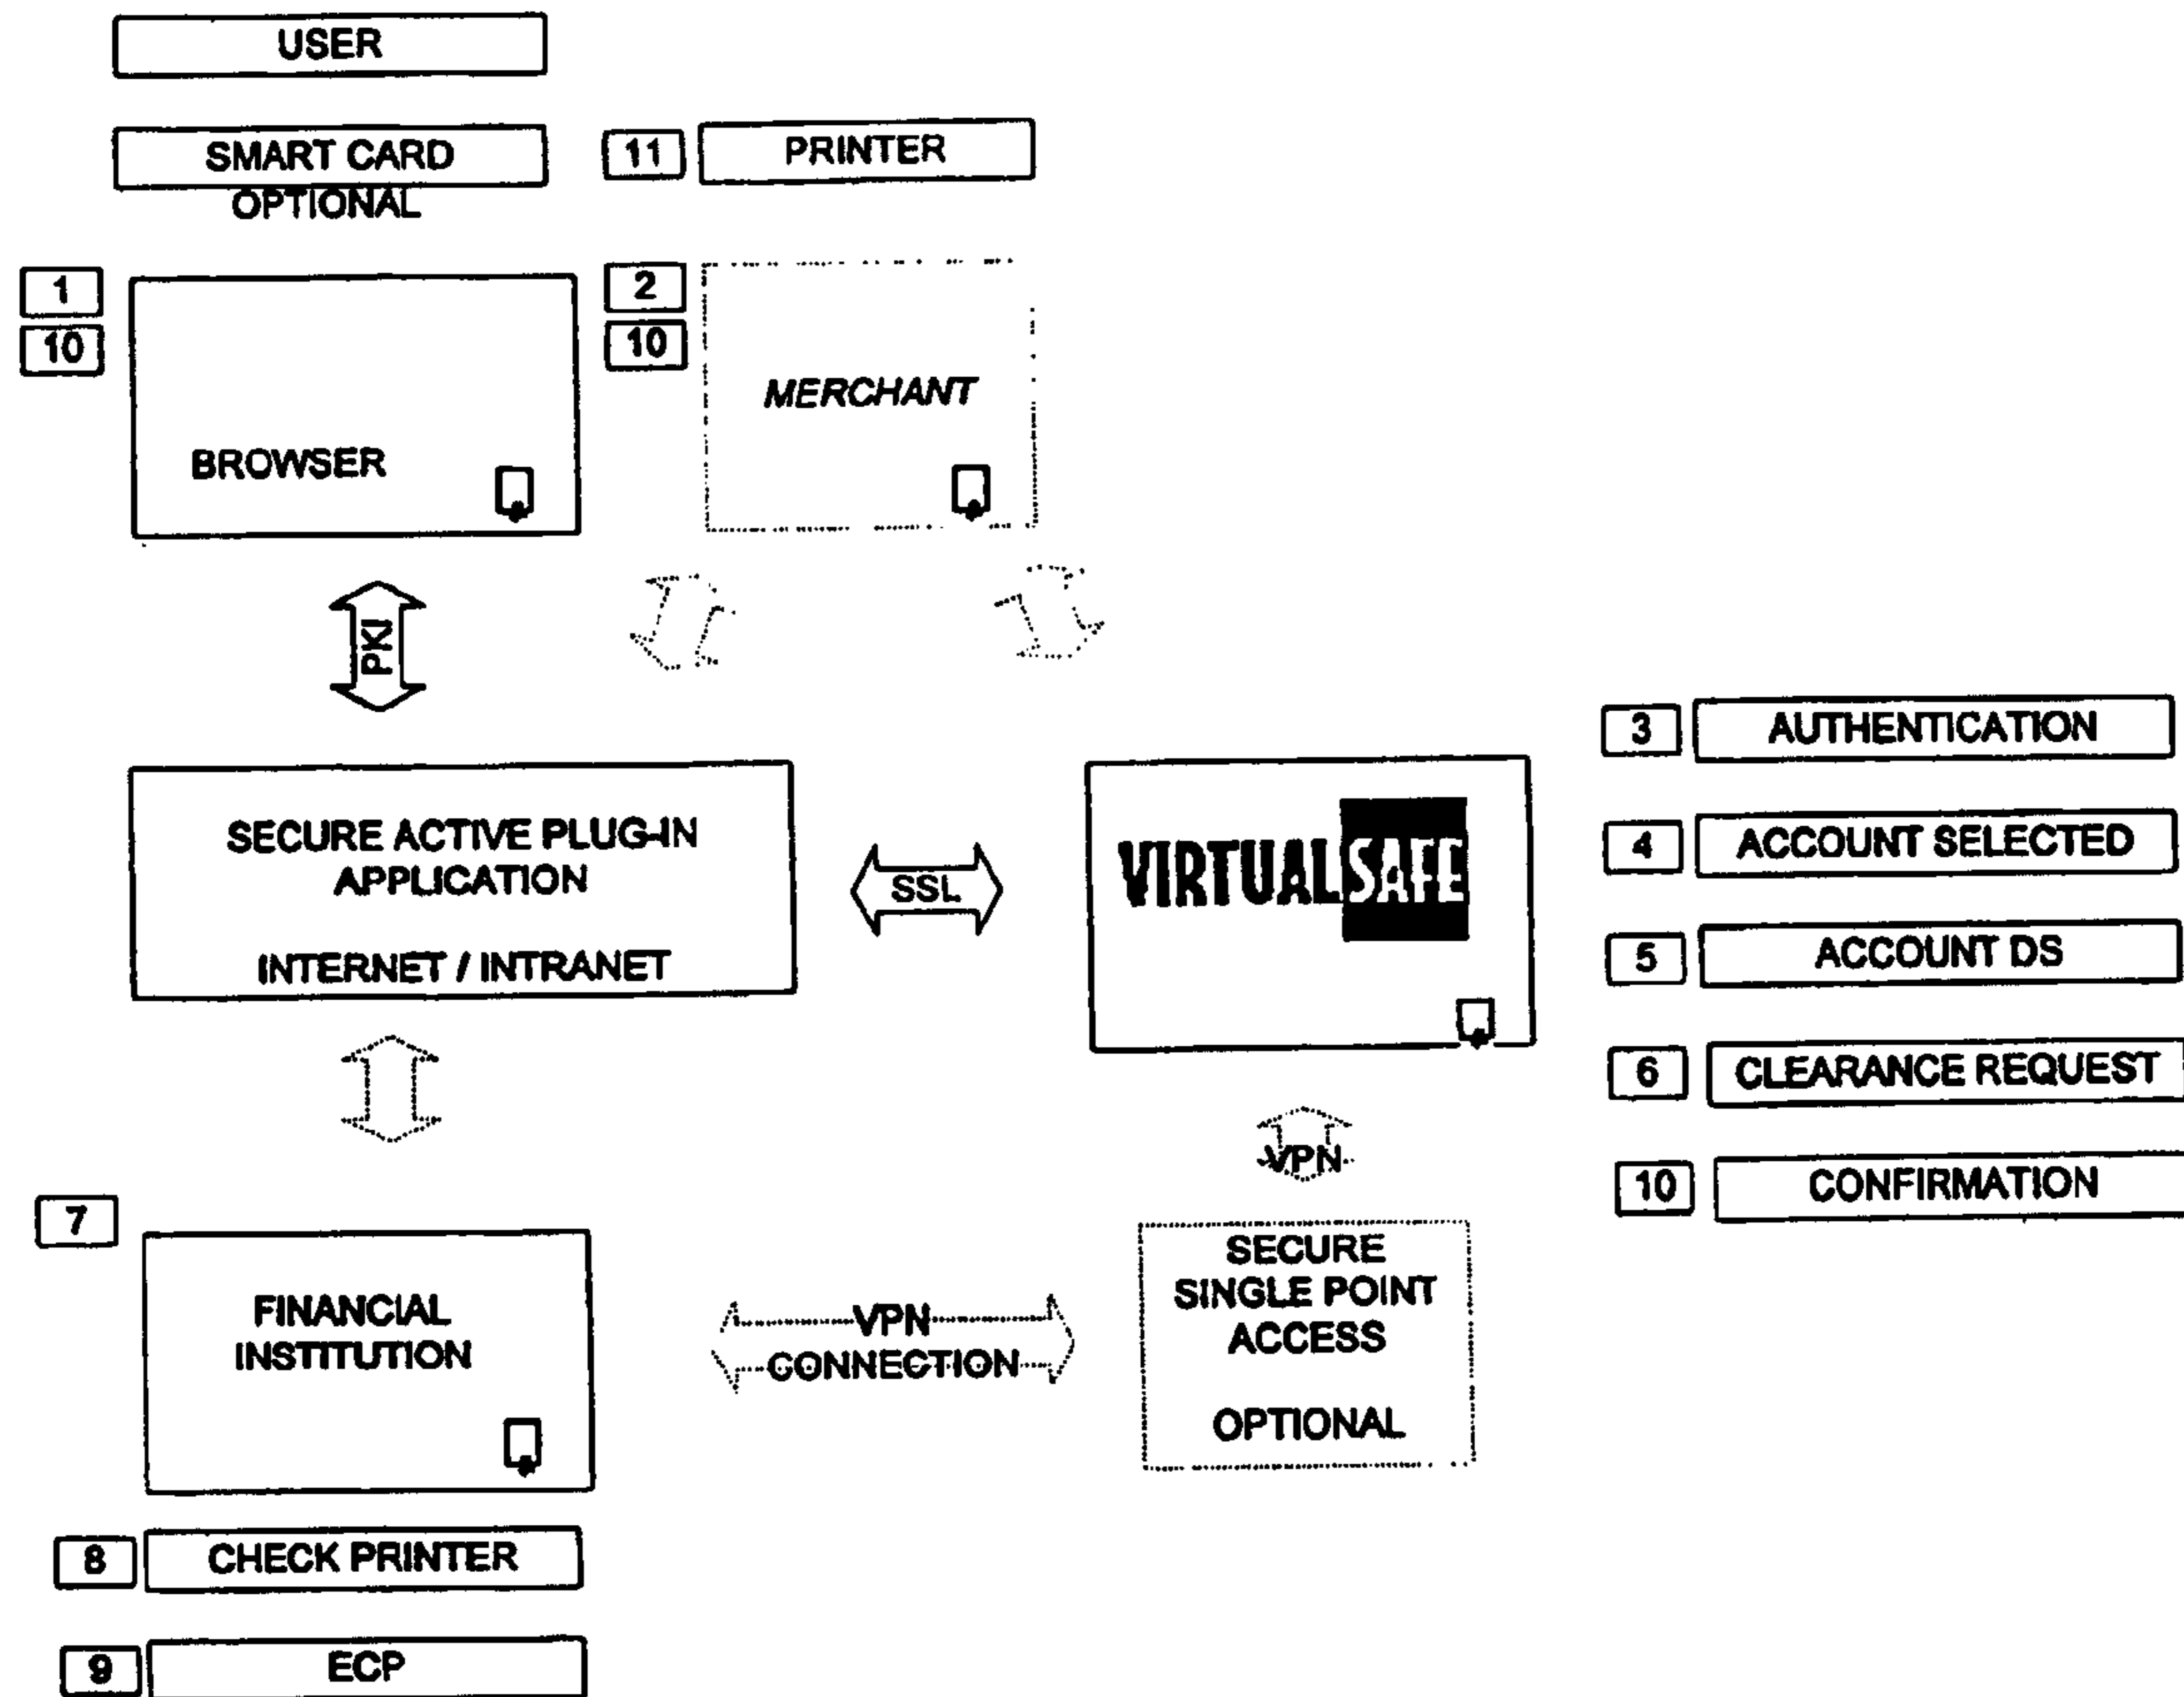 USER
SMART CARD
OPTIONAL
11
PRINTER
1
10
BROWSER
2
10
MERCHANT
PKI
SECURE ACTIVE PLUG-IN
APPLICATION
INTERNET / INTRANET
SSL
VIRTUALSAFE
3
AUTHENTICATION
4
ACCOUNT SELECTED
5
ACCOUNT DS
6
CLEARANCE REQUEST
10
CONFIRMATION
VPN
7
FINANCIAL
INSTITUTION
VPN
CONNECTION
SECURE
SINGLE POINT
ACCESS
OPTIONAL
8
CHECK PRINTER
9
ECP